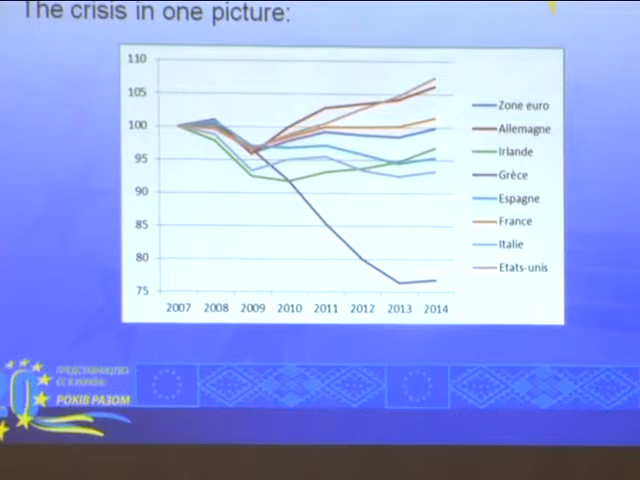 The crisis in one picture:
110
105
100
95
90
85
80
75
2007 2008 2009 2010 2011 2012 2013 2014
Zone euro
Allemagne
Irlande
Grèce
Espagne
France
Italie
Etats-unis
ПРЕДСТАВНИЦТВО
ЄС В УКРАЇНІ:
РОКІВ РАЗОМ